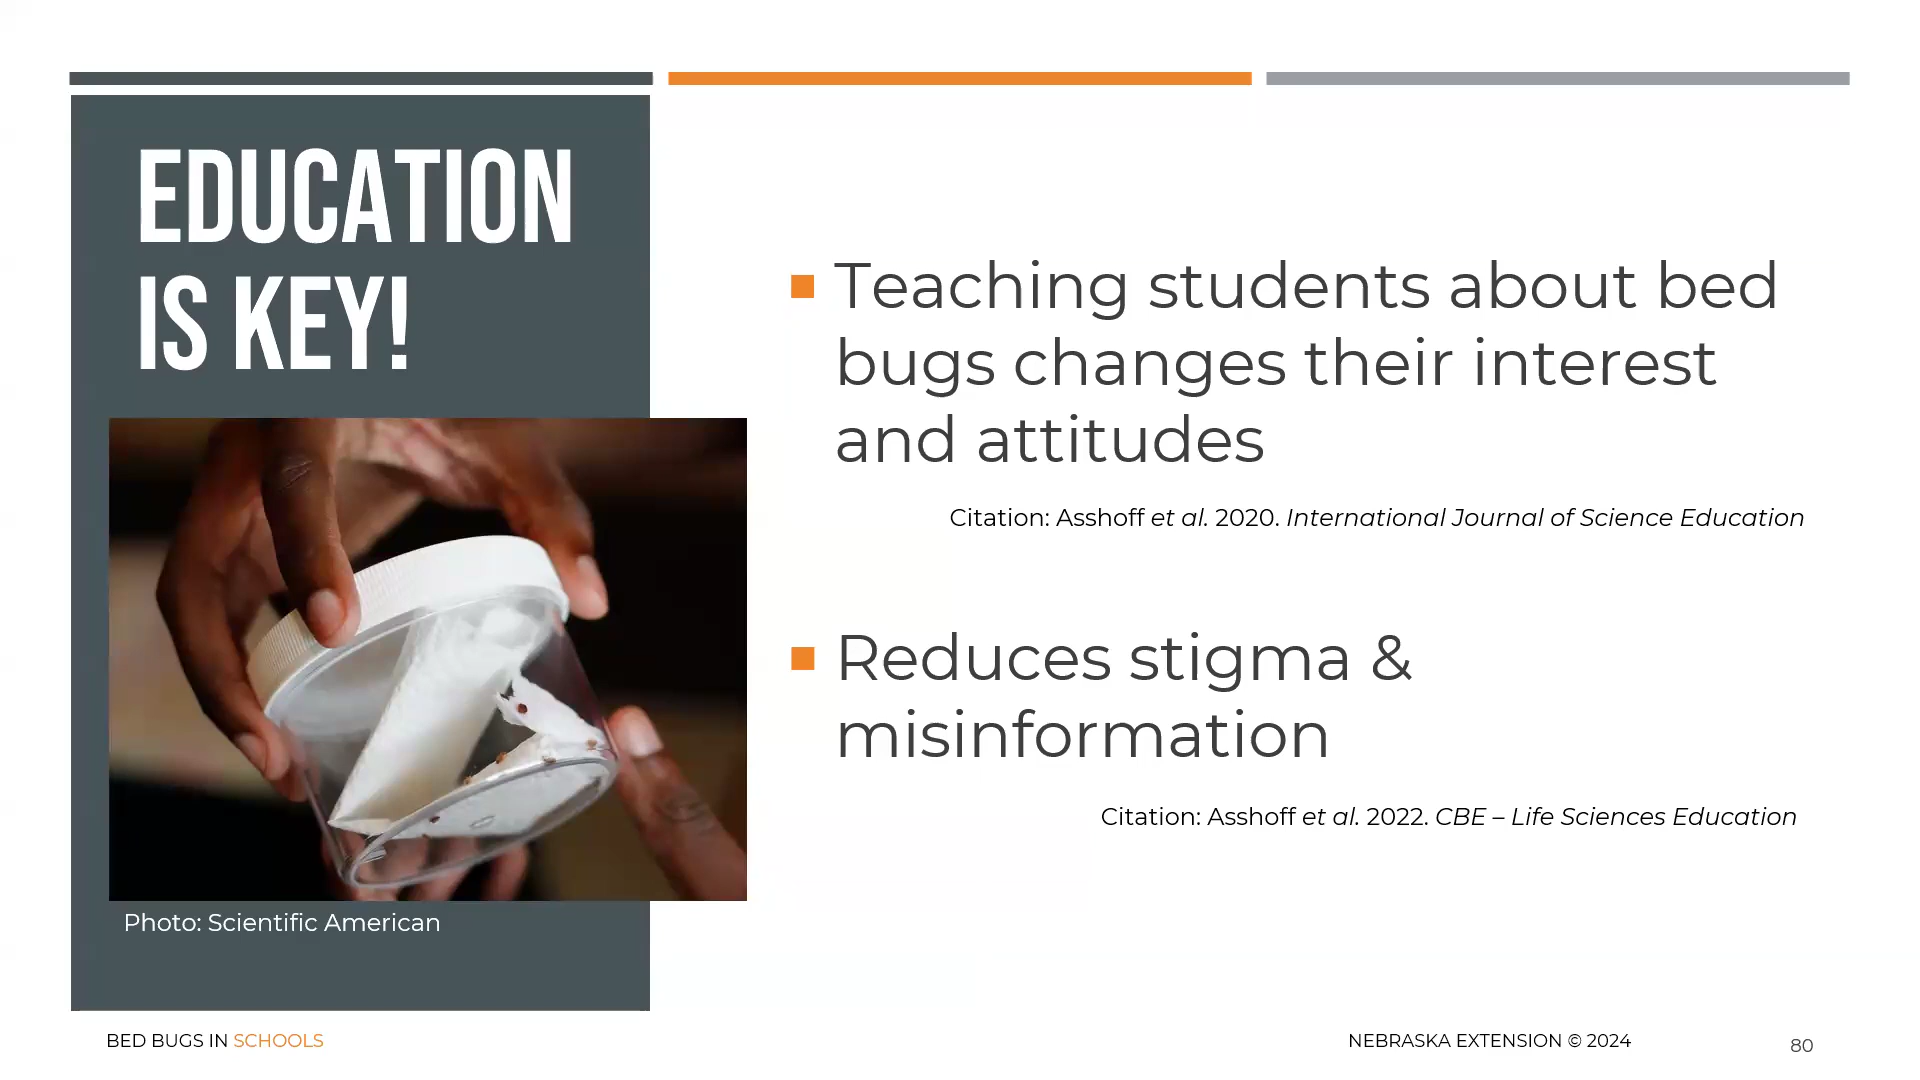 EDUCATION
IS KEY!
Teaching students about bed
bugs changes their interest
and attitudes
Citation: Asshoff et al. 2020. International Journal of Science Education
Reduces stigma &
misinformation
Citation: Asshoff et al. 2022. CBE – Life Sciences Education
Photo: Scientific American
BED BUGS IN SCHOOLS
NEBRASKA EXTENSION © 2024
80